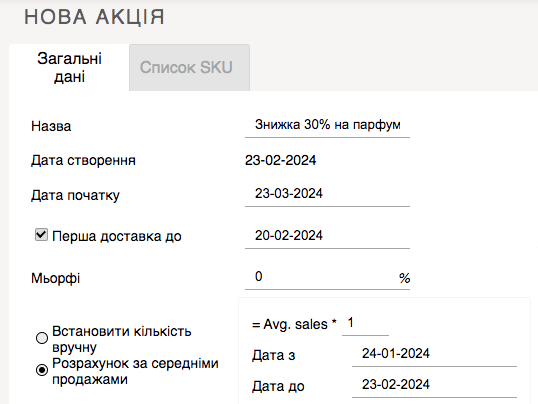 НОВА АКЦІЯ
Загальні
дані
Список SKU
Назва
Знижка 30% на парфум
Дата створення
23-02-2024
Дата початку
23-03-2024
Перша доставка до
20-02-2024
Мьорфі
0
%
Встановити кількість
вручну
Розрахунок за середніми
продажами
= Avg. sales *
1
Дата з
24-01-2024
Дата до
23-02-2024